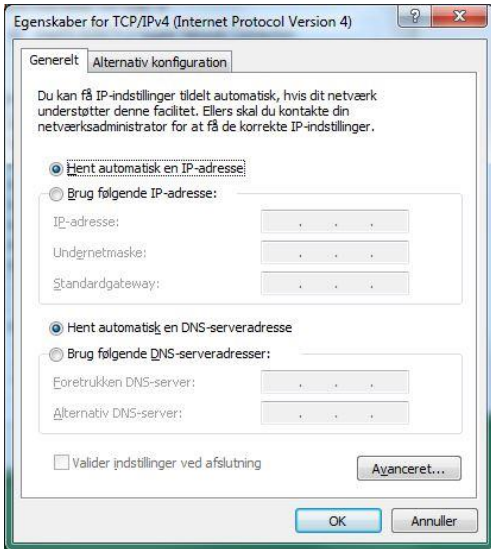 Egenskaber for TCP/IPv4 (Internet Protocol Version 4)
Generelt
Alternativ konfiguration
Du kan få IP-indstillinger tildelt automatisk, hvis dit netværk
understøtter denne facilitet. Ellers skal du kontakte din
netværksadministrator for at få de korrekte IP-indstillinger.
Hent automatisk en IP-adresse
Brug følgende IP-adresse:
IP-adresse:
Undernetmaske:
Standardgateway:
Hent automatisk en DNS-serveradresse
Brug følgende DNS-serveradresser:
Foretrukken DNS-server:
Alternativ DNS-server:
Valider indstillinger ved afslutning
Avanceret...
OK
Annuller